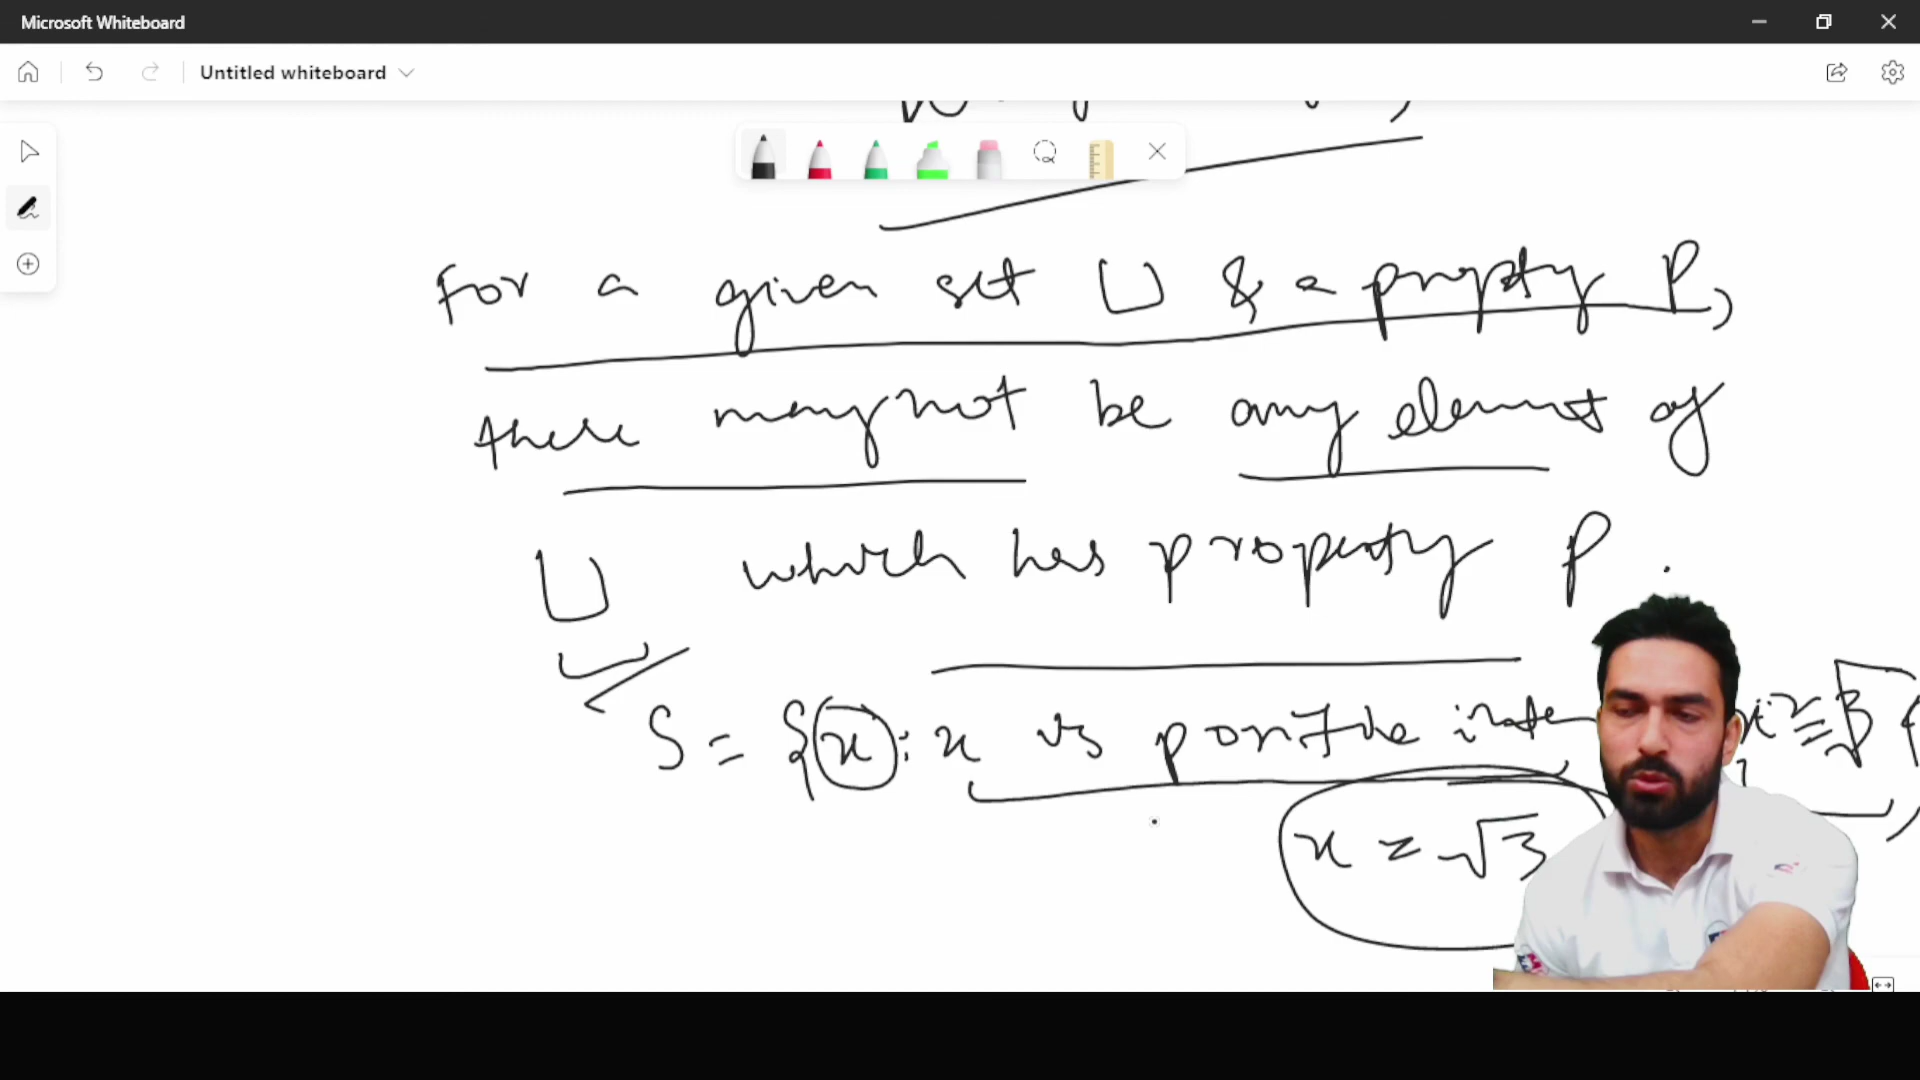 Microsoft Whiteboard
Untitled whiteboard
For a given set U & a property P,
there may not be any element of
U which has property P.
S = {x : x is positive
x = √3